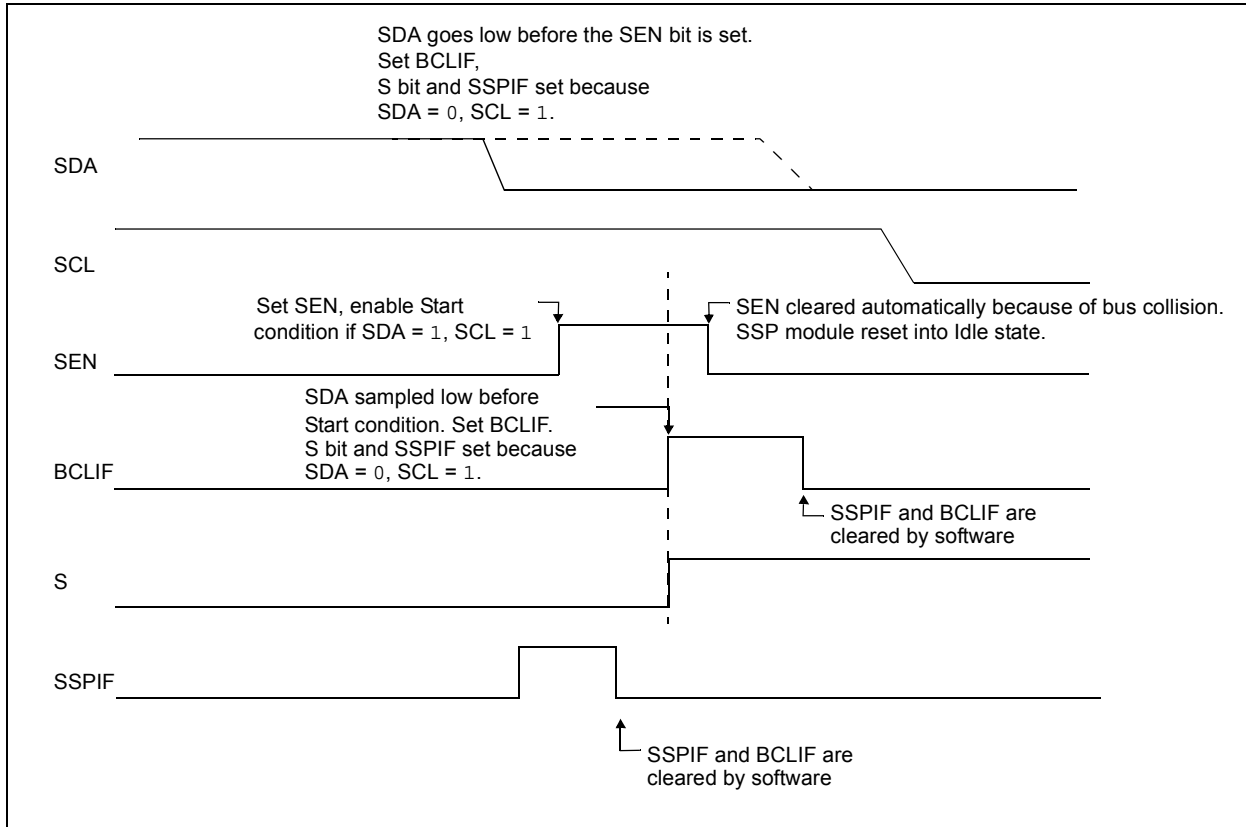 SDA goes low before the SEN bit is set.
Set BCLIF,
S bit and SSPIF set because
SDA = 0, SCL = 1.
SDA
SCL
Set SEN, enable Start
condition if SDA = 1, SCL = 1
SEN cleared automatically because of bus collision.
SSP module reset into Idle state.
SEN
SDA sampled low before
Start condition. Set BCLIF.
S bit and SSPIF set because
SDA = 0, SCL = 1.
BCLIF
SSPIF and BCLIF are
cleared by software
S
SSPIF
SSPIF and BCLIF are
cleared by software